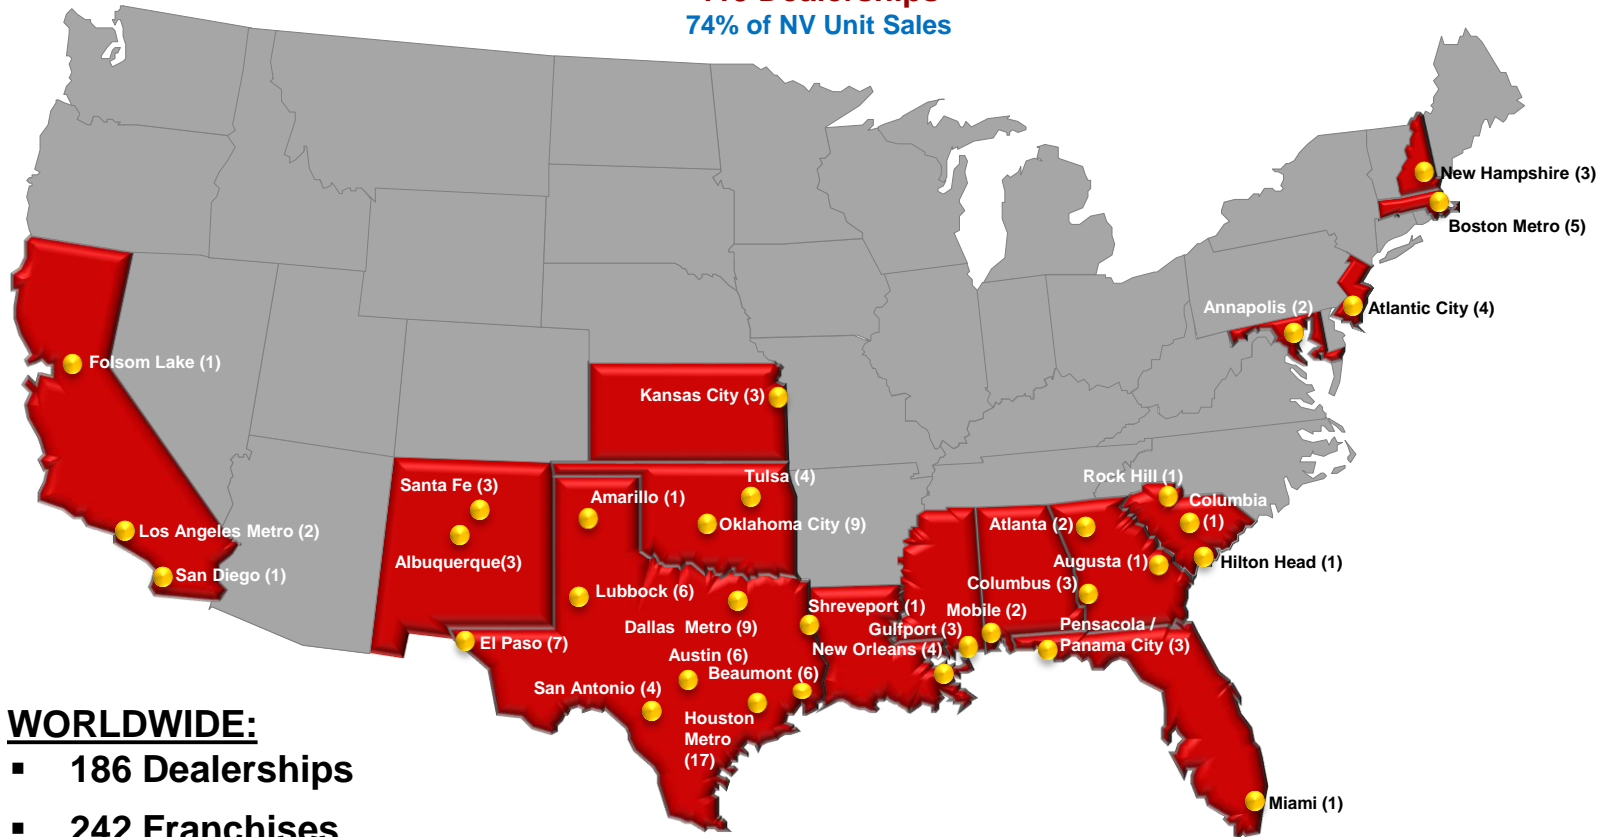 Dealerships
74% of NV Unit Sales
New Hampshire (3)
Boston Metro (5)
Annapolis (2)
Atlantic City (4)
Folsom Lake (1)
Kansas City (3)
Santa Fe (3)
Amarillo (1)
Tulsa (4)
Rock Hill (1)
Columbia
(1)
Los Angeles Metro (2)
Albuquerque(3)
Oklahoma City (9)
Atlanta (2)
San Diego (1)
Augusta (1)
Hilton Head (1)
Lubbock (6)
Columbus (3)
Dallas Metro (9)
Shreveport (1)
Mobile (2)
El Paso (7)
Gulfport (3)
Pensacola /
Panama City (3)
Austin (6)
New Orleans (4)
Beaumont (6)
San Antonio (4)
Houston
Metro
(17)
Miami (1)
WORLDWIDE:
▪ 186 Dealerships
▪ 242 Franchises